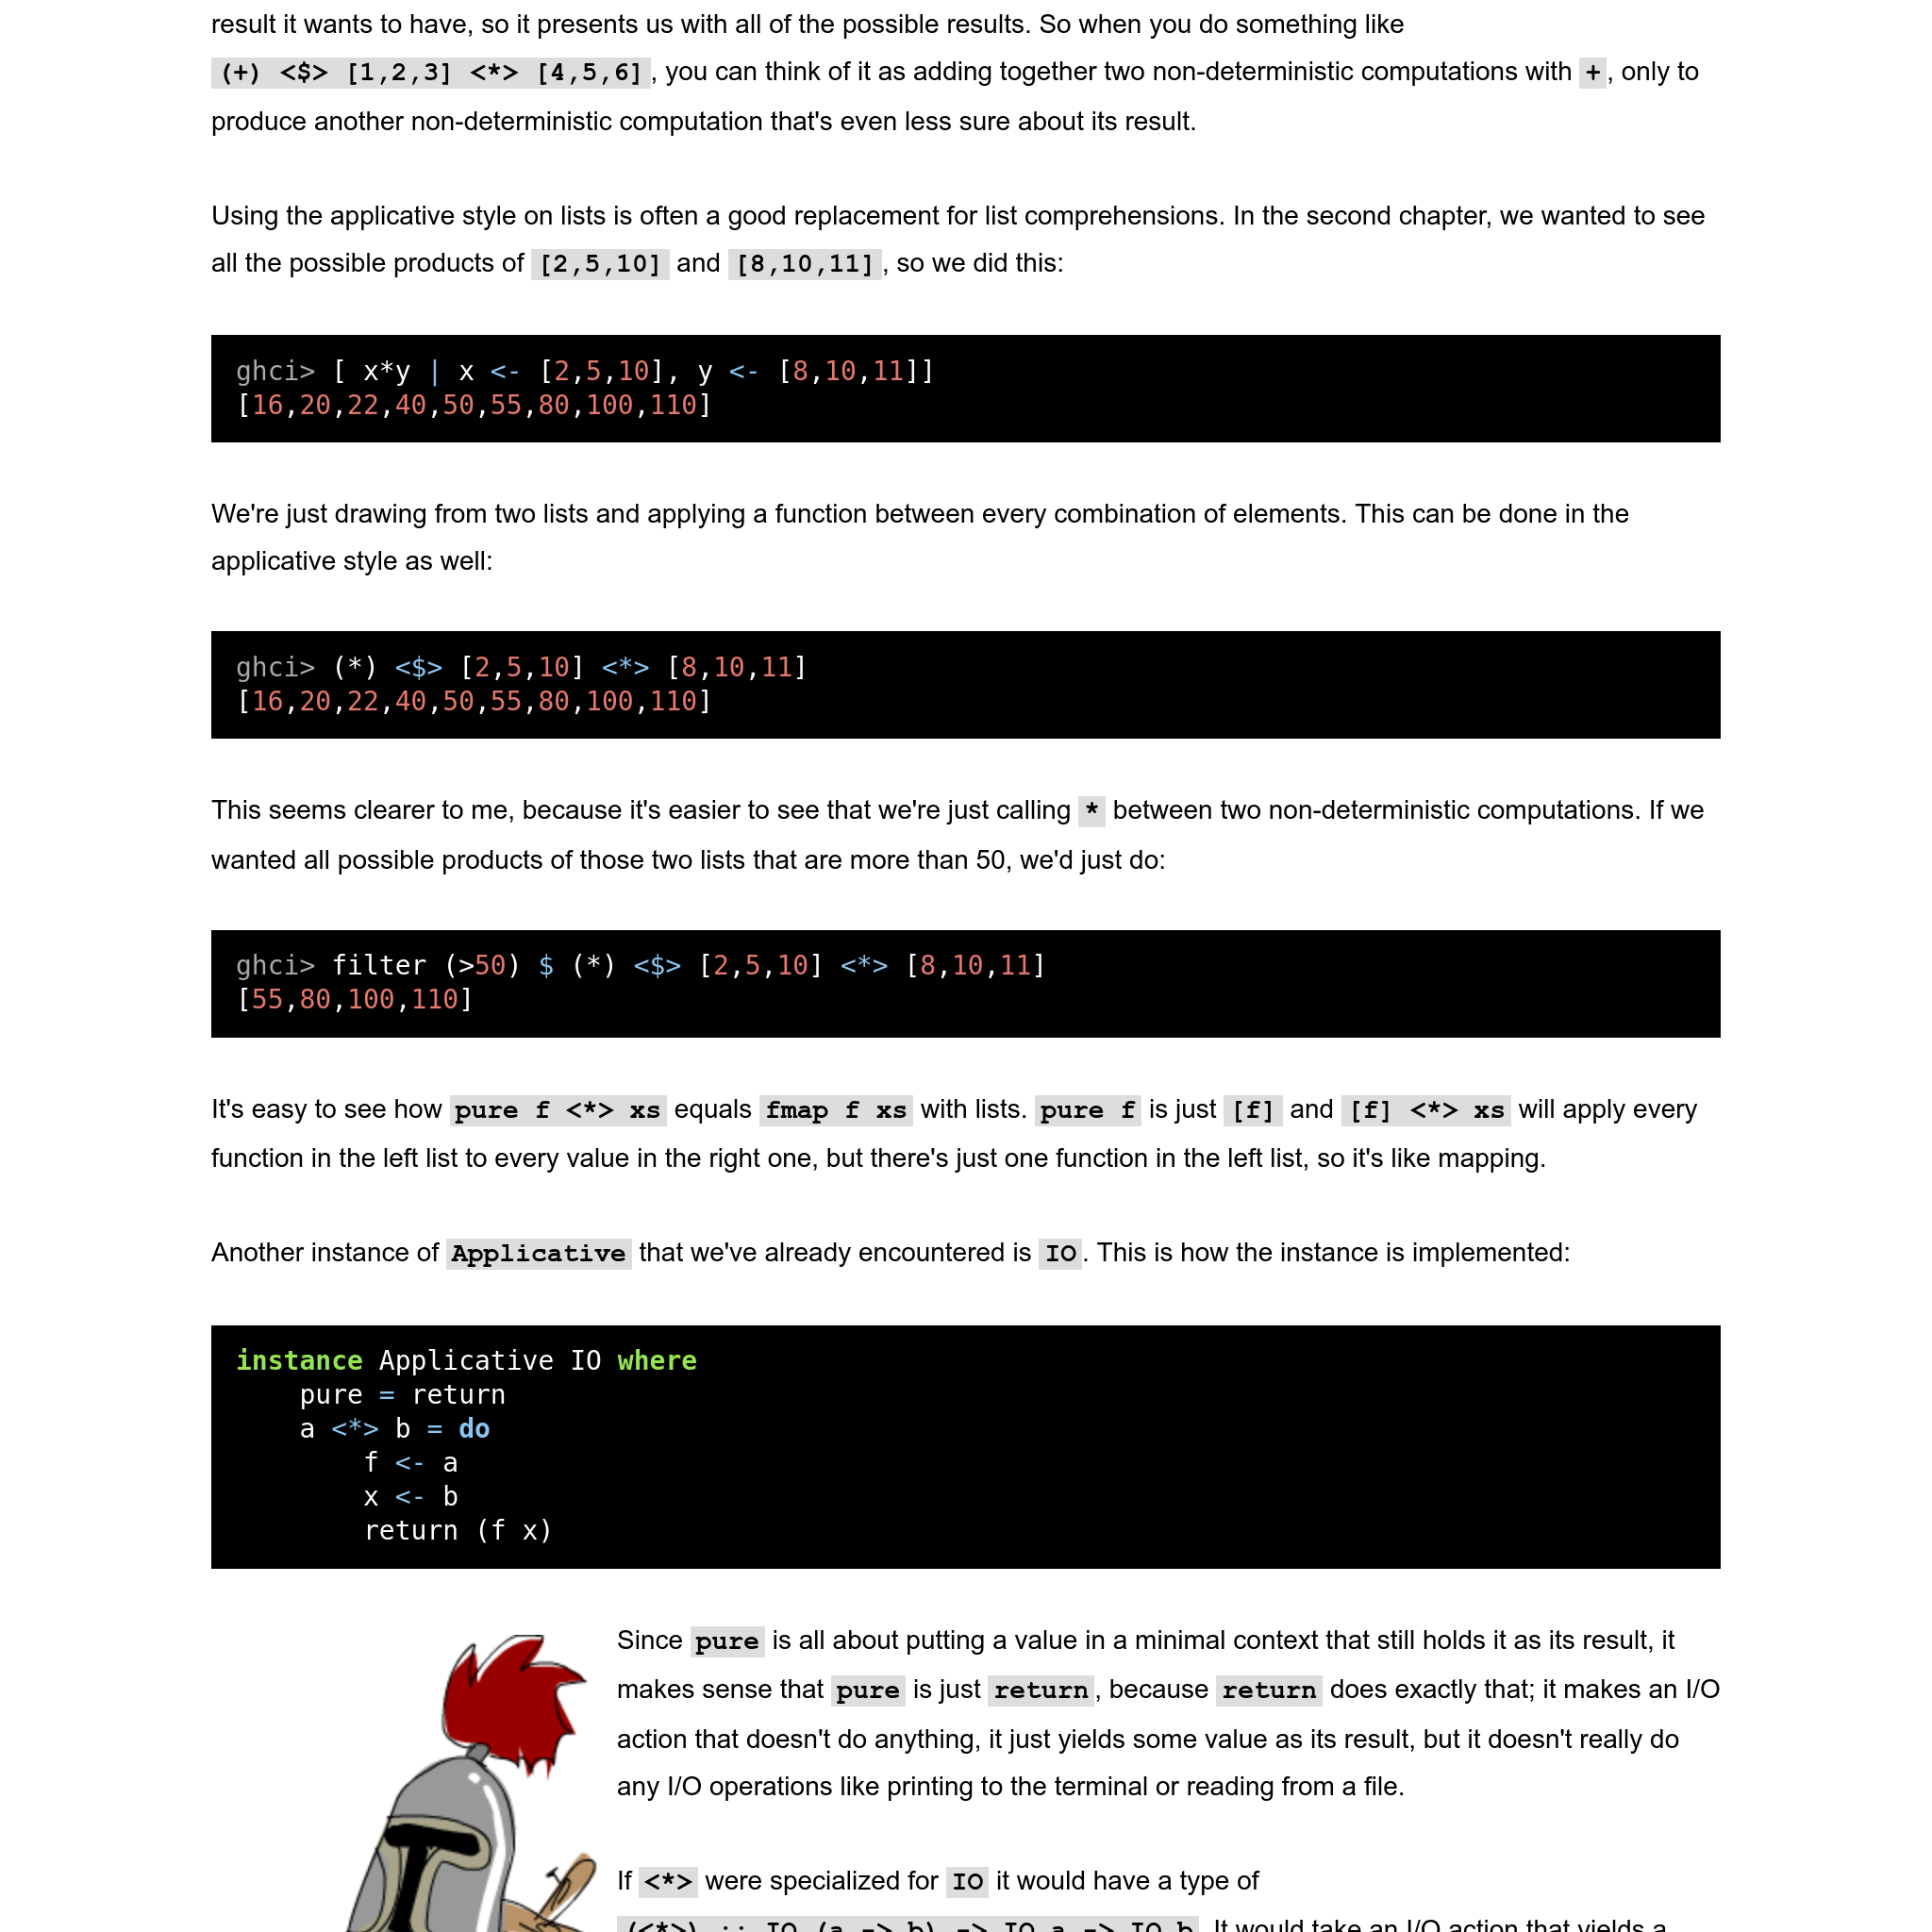 result it wants to have, so it presents us with all of the possible results. So when you do something like
(+) <$> [1,2,3] <*> [4,5,6], you can think of it as adding together two non-deterministic computations with +, only to
produce another non-deterministic computation that's even less sure about its result.
Using the applicative style on lists is often a good replacement for list comprehensions. In the second chapter, we wanted to see
all the possible products of [2,5,10] and [8,10,11], so we did this:
ghci> [ x*y | x <- [2,5,10], y <- [8,10,11]]
[16,20,22,40,50,55,80,100,110]
We're just drawing from two lists and applying a function between every combination of elements. This can be done in the
applicative style as well:
ghci> (*) <$> [2,5,10] <*> [8,10,11]
[16,20,22,40,50,55,80,100,110]
This seems clearer to me, because it's easier to see that we're just calling * between two non-deterministic computations. If we
wanted all possible products of those two lists that are more than 50, we'd just do:
ghci> filter (>50) $ (*) <$> [2,5,10] <*> [8,10,11]
[55,80,100,110]
It's easy to see how pure f <*> xs equals fmap f xs with lists. pure f is just [f] and [f] <*> xs will apply every
function in the left list to every value in the right one, but there's just one function in the left list, so it's like mapping.
Another instance of Applicative that we've already encountered is IO. This is how the instance is implemented:
instance Applicative IO where
    pure = return
    a <*> b = do
        f <- a
        x <- b
        return (f x)
Since pure is all about putting a value in a minimal context that still holds it as its result, it
makes sense that pure is just return, because return does exactly that; it makes an I/O
action that doesn't do anything, it just yields some value as its result, but it doesn't really do
any I/O operations like printing to the terminal or reading from a file.
If <*> were specialized for IO it would have a type of
(<*>) :: IO (a -> b) -> IO a -> IO b. It would take an I/O action that yields a